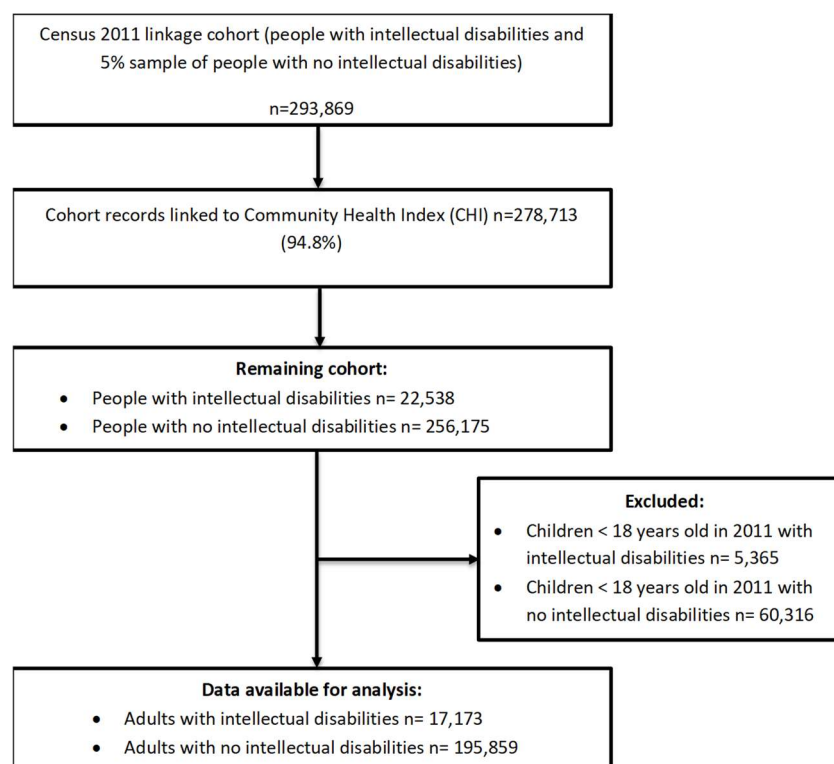 Census 2011 linkage cohort (people with intellectual disabilities and
5% sample of people with no intellectual disabilities)
n=293,869
Cohort records linked to Community Health Index (CHI) n=278,713
(94.8%)
Remaining cohort:
• People with intellectual disabilities n= 22,538
• People with no intellectual disabilities n= 256,175
Excluded:
• Children < 18 years old in 2011 with
intellectual disabilities n= 5,365
• Children < 18 years old in 2011 with
no intellectual disabilities n= 60,316
Data available for analysis:
• Adults with intellectual disabilities n= 17,173
• Adults with no intellectual disabilities n= 195,859